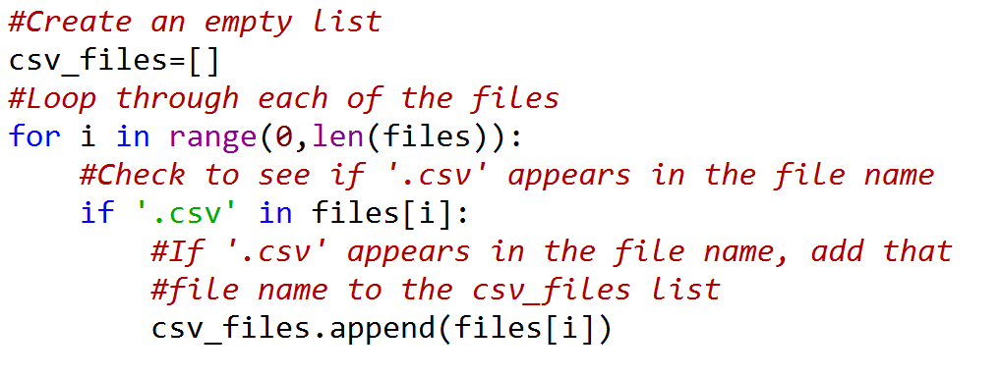 #Create an empty list
csv_files=[]
#Loop through each of the files
for i in range(0,len(files)):
    #Check to see if '.csv' appears in the file name
    if '.csv' in files[i]:
        #If '.csv' appears in the file name, add that
        #file name to the csv_files list
        csv_files.append(files[i])